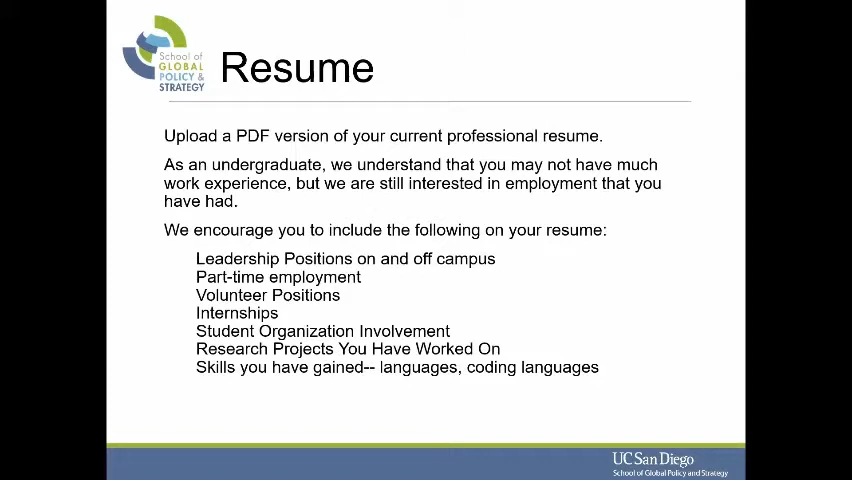 School of
GLOBAL
POLICY &
STRATEGY
Resume
Upload a PDF version of your current professional resume.
As an undergraduate, we understand that you may not have much
work experience, but we are still interested in employment that you
have had.
We encourage you to include the following on your resume:
Leadership Positions on and off campus
Part-time employment
Volunteer Positions
Internships
Student Organization Involvement
Research Projects You Have Worked On
Skills you have gained-- languages, coding languages
UC San Diego
School of Global Policy and Strategy